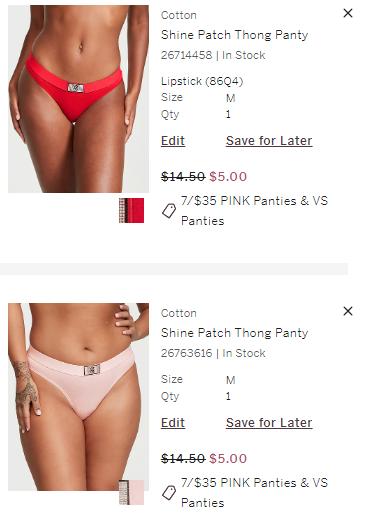 Cotton
Shine Patch Thong Panty
26714458 | In Stock
Lipstick (86Q4)
Size M
Qty 1
Edit Save for Later
$14.50 $5.00
7/$35 PINK Panties & VS
Panties
Cotton
Shine Patch Thong Panty
26763616 | In Stock
Size M
Qty 1
Edit Save for Later
$14.50 $5.00
7/$35 PINK Panties & VS
Panties